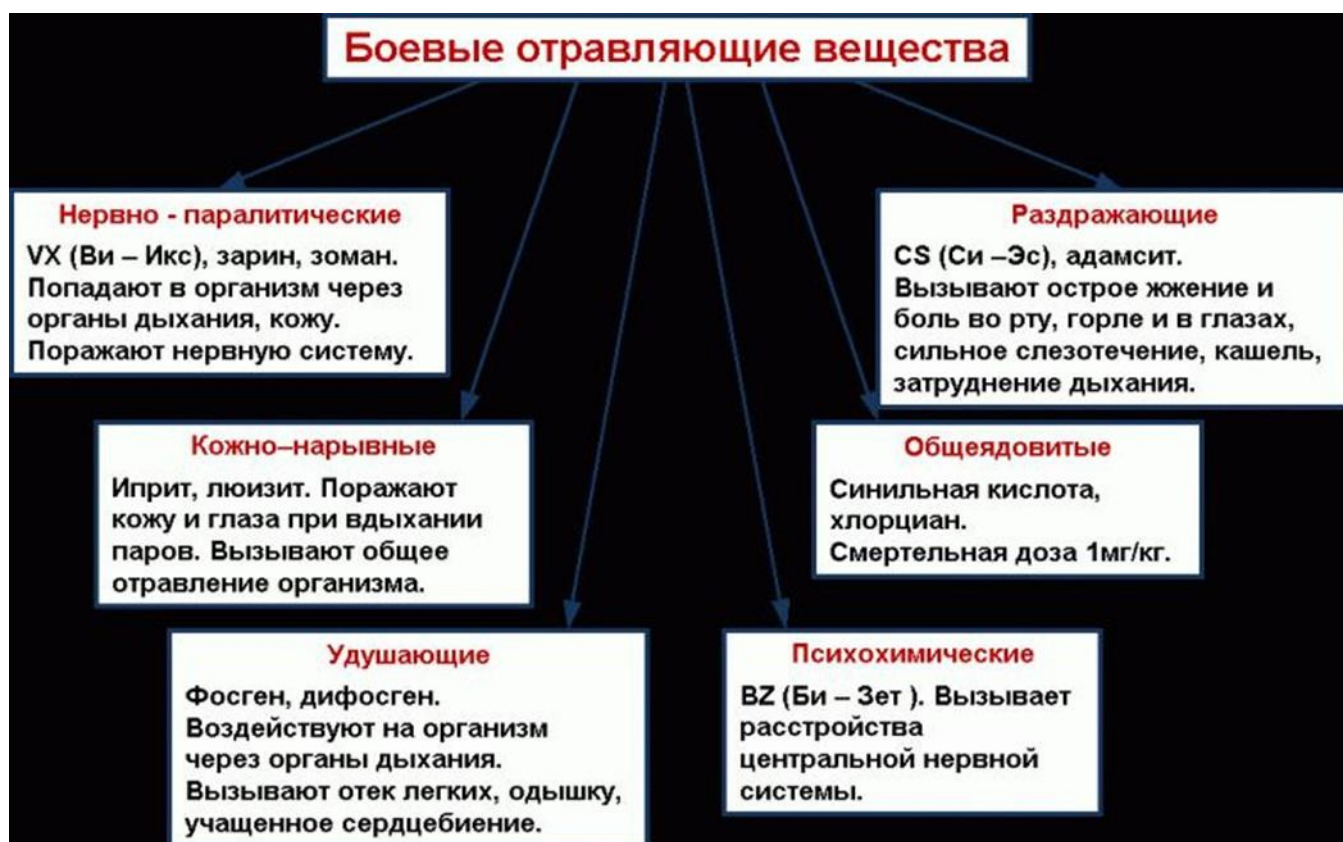 Боевые отравляющие вещества
Нервно - паралитические
VX (Ви – Икс), зарин, зоман.
Попадают в организм через
органы дыхания, кожу.
Поражают нервную систему.
Раздражающие
CS (Си –Эс), адамсит.
Вызывают острое жжение и
боль во рту, горле и в глазах,
сильное слезотечение, кашель,
затруднение дыхания.
Кожно–нарывные
Иприт, люизит. Поражают
кожу и глаза при вдыхании
паров. Вызывают общее
отравление организма.
Общеядовитые
Синильная кислота,
хлорциан.
Смертельная доза 1мг/кг.
Удушающие
Фосген, дифосген.
Воздействуют на организм
через органы дыхания.
Вызывают отек легких, одышку,
учащенное сердцебиение.
Психохимические
BZ (Би – Зет ). Вызывает
расстройства
центральной нервной
системы.